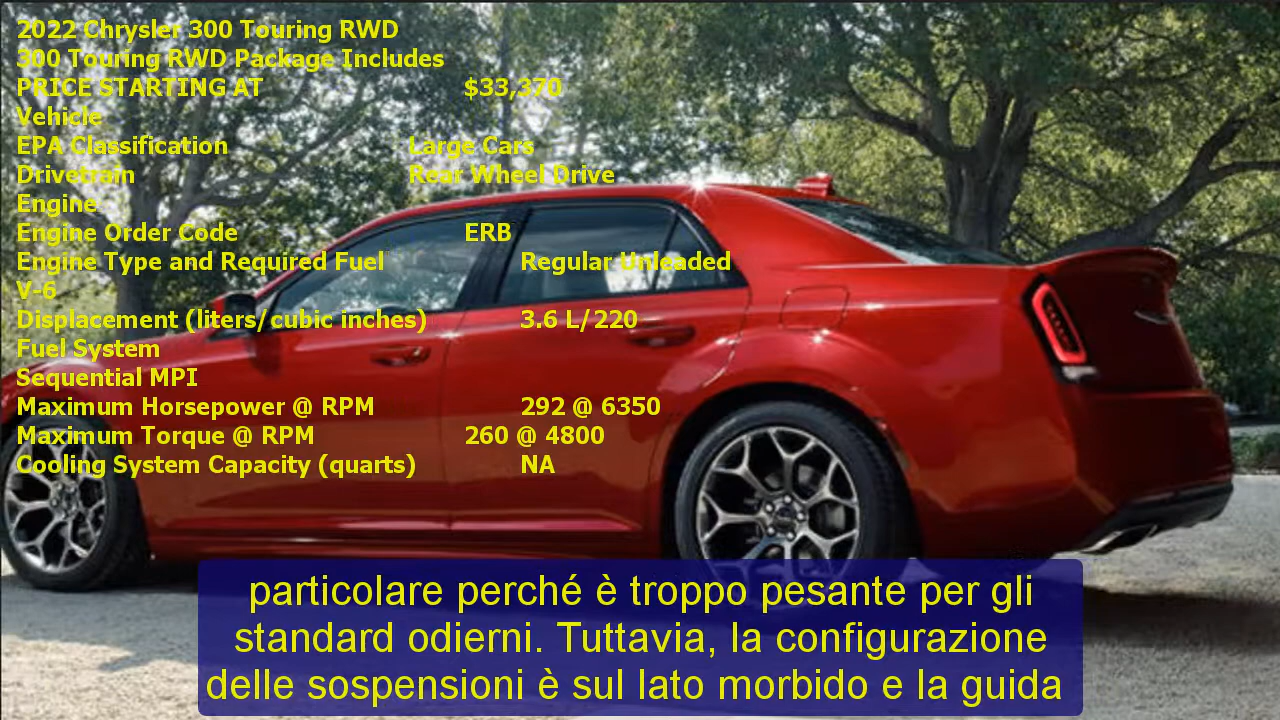 2022 Chrysler 300 Touring RWD
300 Touring RWD Package Includes
PRICE STARTING AT $33,370
Vehicle
EPA Classification Large Cars
Drivetrain Rear Wheel Drive
Engine
Engine Order Code ERB
Engine Type and Required Fuel Regular Unleaded
V-6
Displacement (liters/cubic inches) 3.6 L/220
Fuel System
Sequential MPI
Maximum Horsepower @ RPM 292 @ 6350
Maximum Torque @ RPM 260 @ 4800
Cooling System Capacity (quarts) NA
particolare perché è troppo pesante per gli
standard odierni. Tuttavia, la configurazione
delle sospensioni è sul lato morbido e la guida